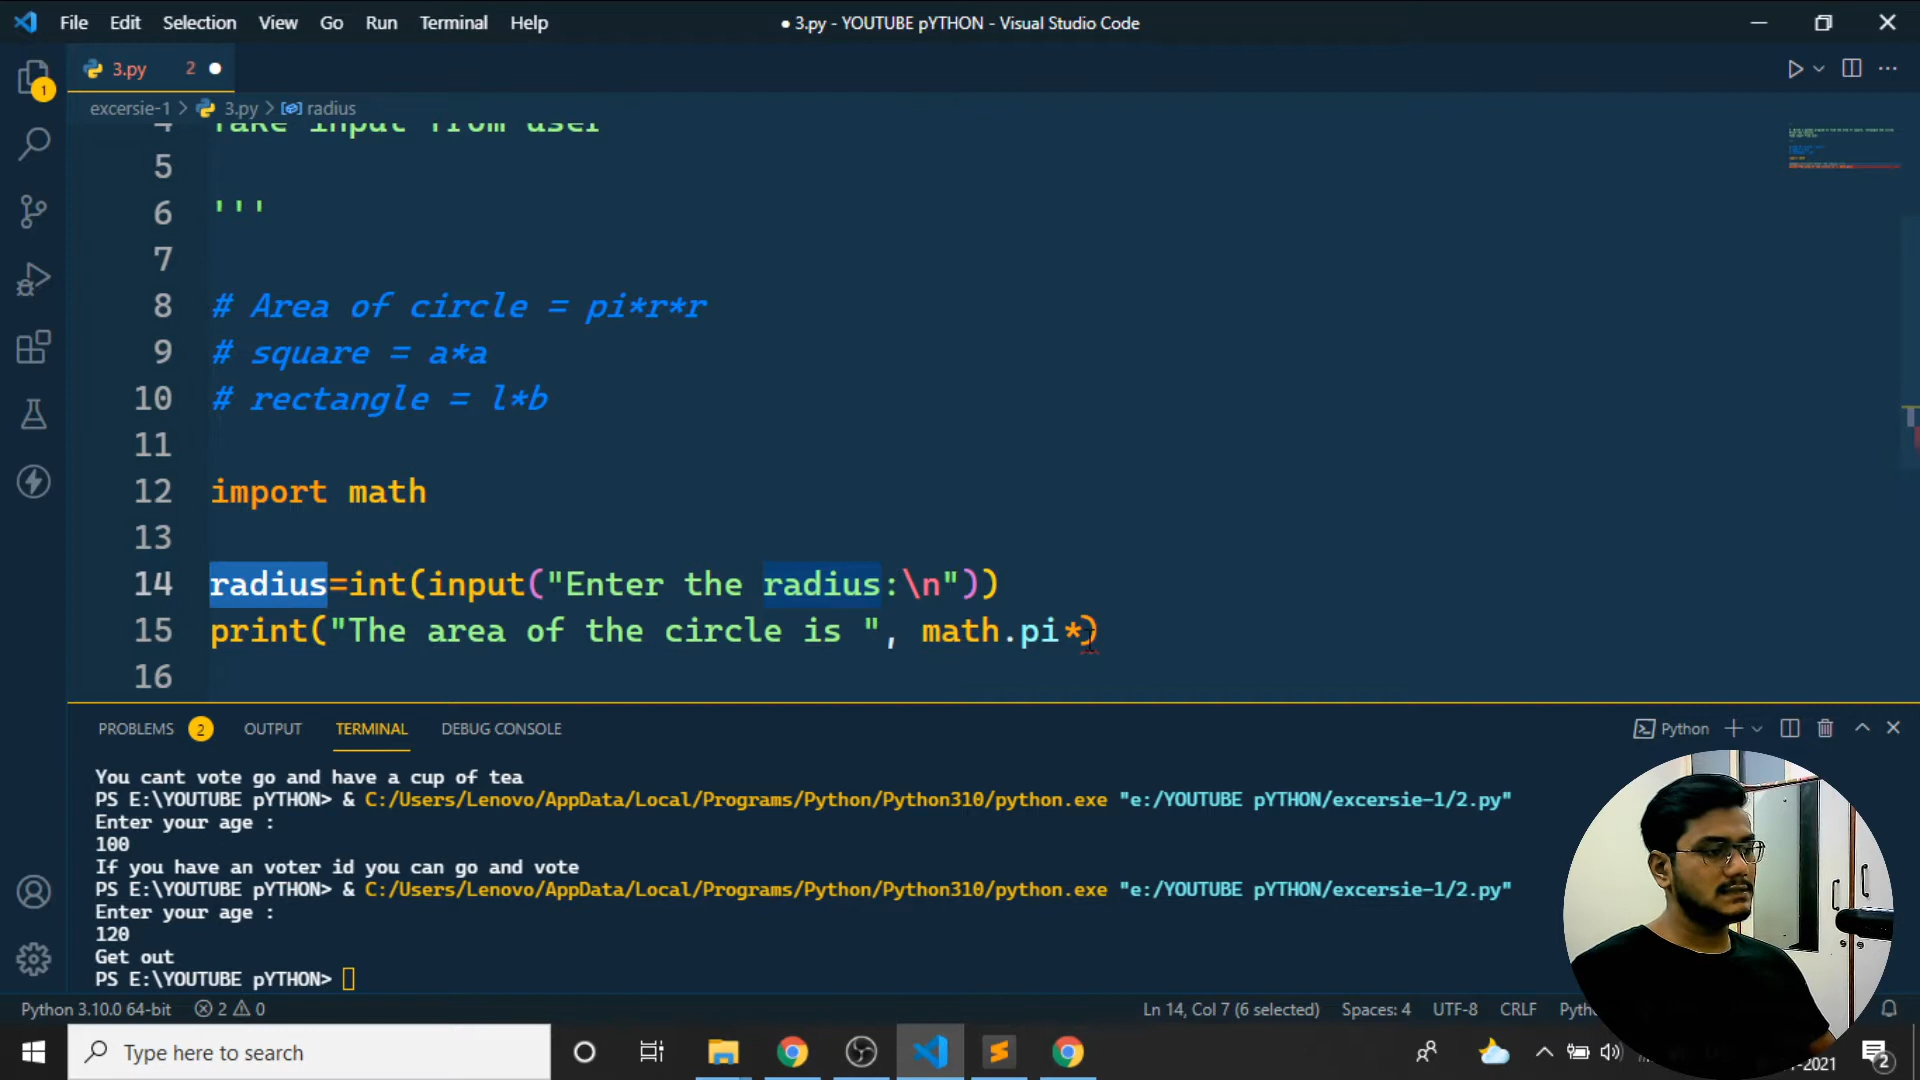 File Edit Selection View Go Run Terminal Help
● 3.py - YOUTUBE pYTHON - Visual Studio Code
3.py 2
1
excersie-1 > 3.py > radius
4 Take input from user
5
6 '''
7
8 # Area of circle = pi*r*r
9 # square = a*a
10 # rectangle = l*b
11
12 import math
13
14 radius=int(input("Enter the radius:\n"))
15 print("The area of the circle is ", math.pi*)
16
PROBLEMS 2 OUTPUT TERMINAL DEBUG CONSOLE
Python
You cant vote go and have a cup of tea
PS E:\YOUTUBE pYTHON> & C:/Users/Lenovo/AppData/Local/Programs/Python/Python310/python.exe "e:/YOUTUBE pYTHON/excersie-1/2.py"
Enter your age :
100
If you have an voter id you can go and vote
PS E:\YOUTUBE pYTHON> & C:/Users/Lenovo/AppData/Local/Programs/Python/Python310/python.exe "e:/YOUTUBE pYTHON/excersie-1/2.py"
Enter your age :
120
Get out
PS E:\YOUTUBE pYTHON>
Python 3.10.0 64-bit 2 0
Ln 14, Col 7 (6 selected) Spaces: 4 UTF-8 CRLF
Type here to search
2021
2